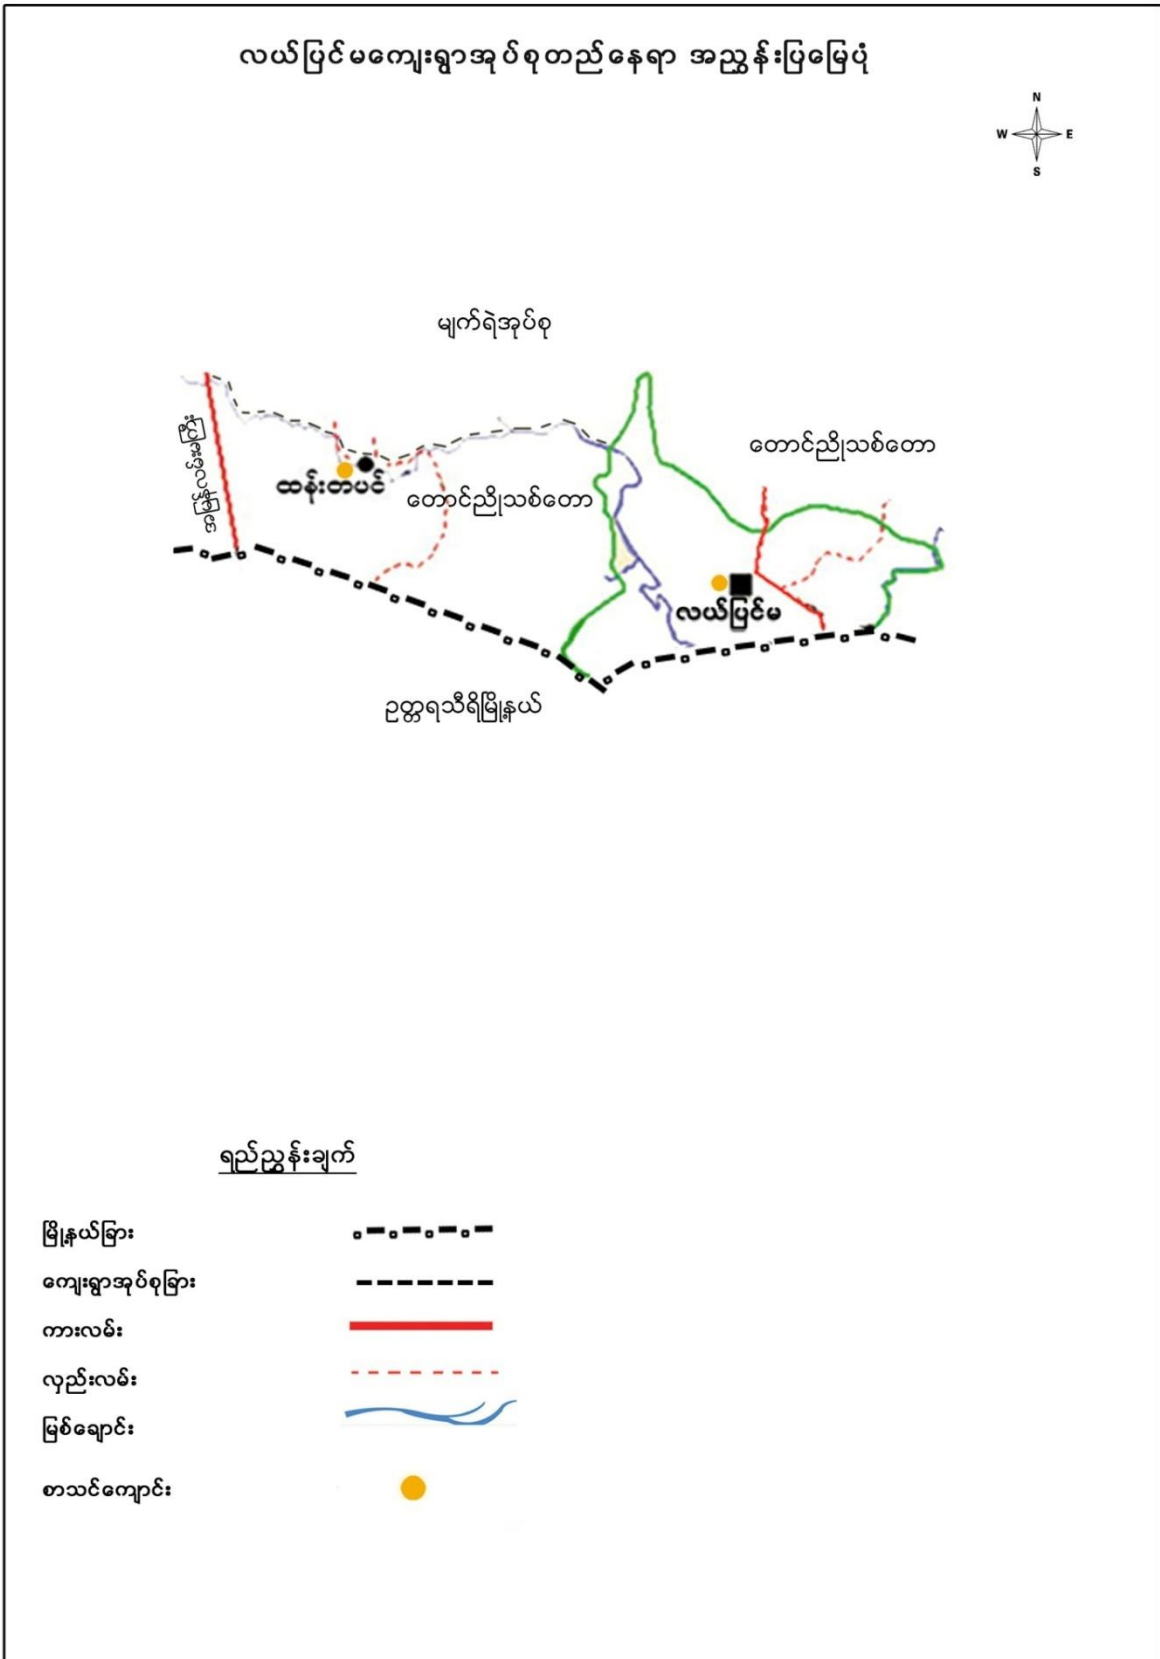 လယ်ပြင်မကျေးရွာအုပ်စုတည်နေရာ အညွှန်းပြမြေပုံ
N
W E
S
မျက်ရဲအုပ်စု
တောင်ညိုသစ်တော
ထန်းတပင်
တောင်ညိုသစ်တော
လယ်ပြင်မ
ဥတ္တရသီရိမြို့နယ်
ရည်ညွှန်းချက်
မြို့နယ်ခြား
ကျေးရွာအုပ်စုခြား
ကားလမ်း
လှည်းလမ်း
မြစ်ချောင်း
စာသင်ကျောင်း